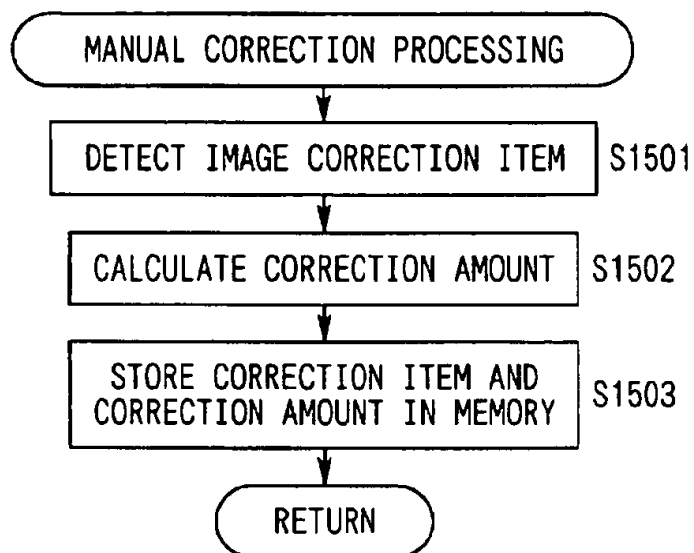 MANUAL CORRECTION PROCESSING
DETECT IMAGE CORRECTION ITEM S1501
CALCULATE CORRECTION AMOUNT S1502
STORE CORRECTION ITEM AND
CORRECTION AMOUNT IN MEMORY S1503
RETURN